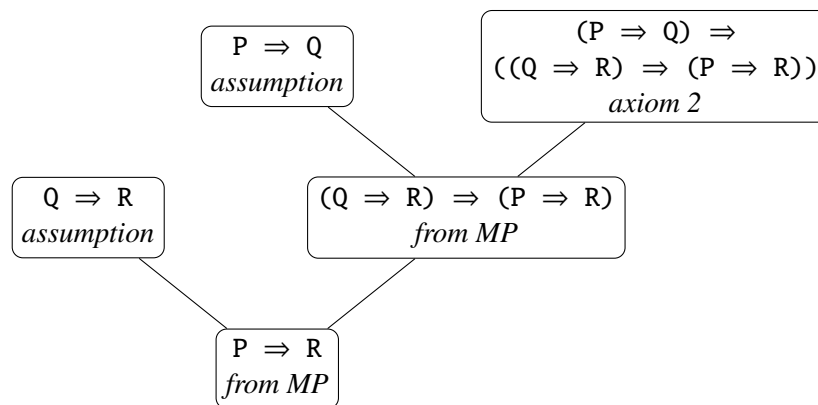 P ⇒ Q
assumption
(P ⇒ Q) ⇒
((Q ⇒ R) ⇒ (P ⇒ R))
axiom 2
Q ⇒ R
assumption
(Q ⇒ R) ⇒ (P ⇒ R)
from MP
P ⇒ R
from MP